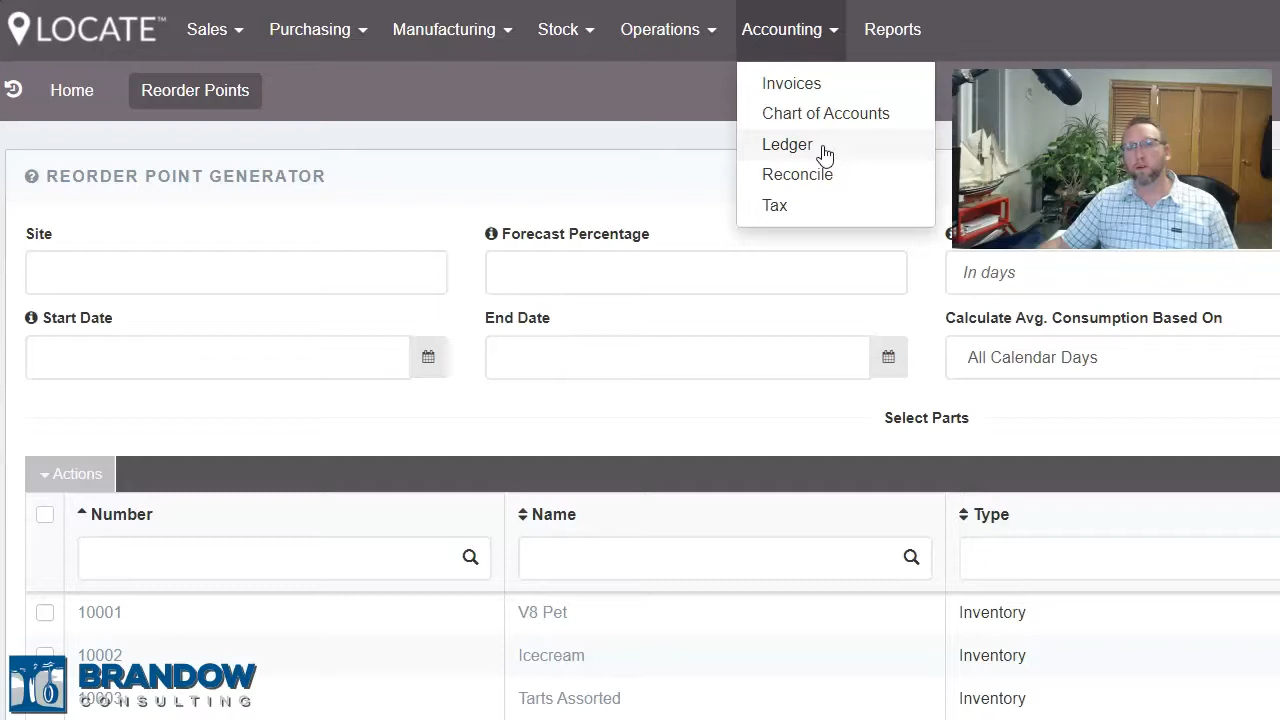 LOCATE™ Sales Purchasing Manufacturing Stock Operations Accounting Reports
Home Reorder Points
Invoices
Chart of Accounts
Ledger
Reconcile
Tax
REORDER POINT GENERATOR
Site Forecast Percentage
In days
Start Date End Date Calculate Avg. Consumption Based On
All Calendar Days
Select Parts
Actions
Number Name Type
10001 V8 Pet Inventory
10002 Icecream Inventory
10003 Tarts Assorted Inventory
BRANDOW
CONSULTING